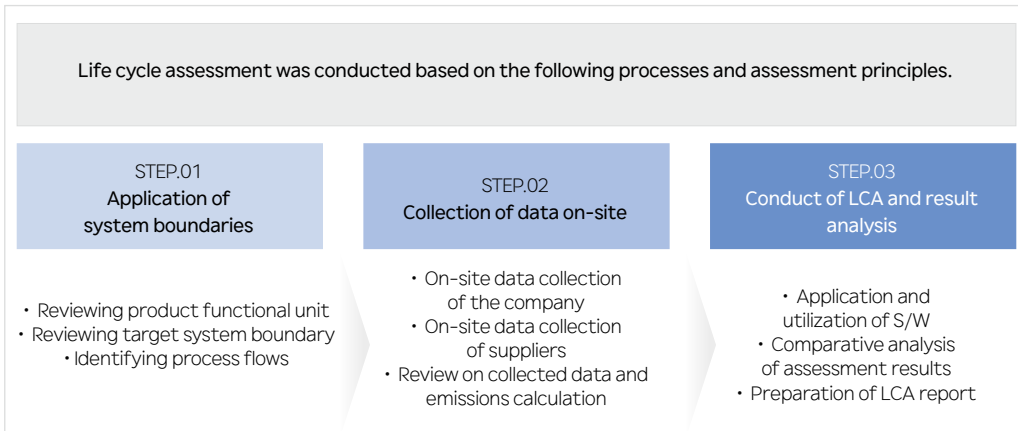 Life cycle assessment was conducted based on the following processes and assessment principles.
STEP.01
Application of
system boundaries
• Reviewing product functional unit
• Reviewing target system boundary
• Identifying process flows
STEP.02
Collection of data on-site
• On-site data collection
of the company
• On-site data collection
of suppliers
• Review on collected data and
emissions calculation
STEP.03
Conduct of LCA and result
analysis
• Application and
utilization of S/W
• Comparative analysis
of assessment results
• Preparation of LCA report